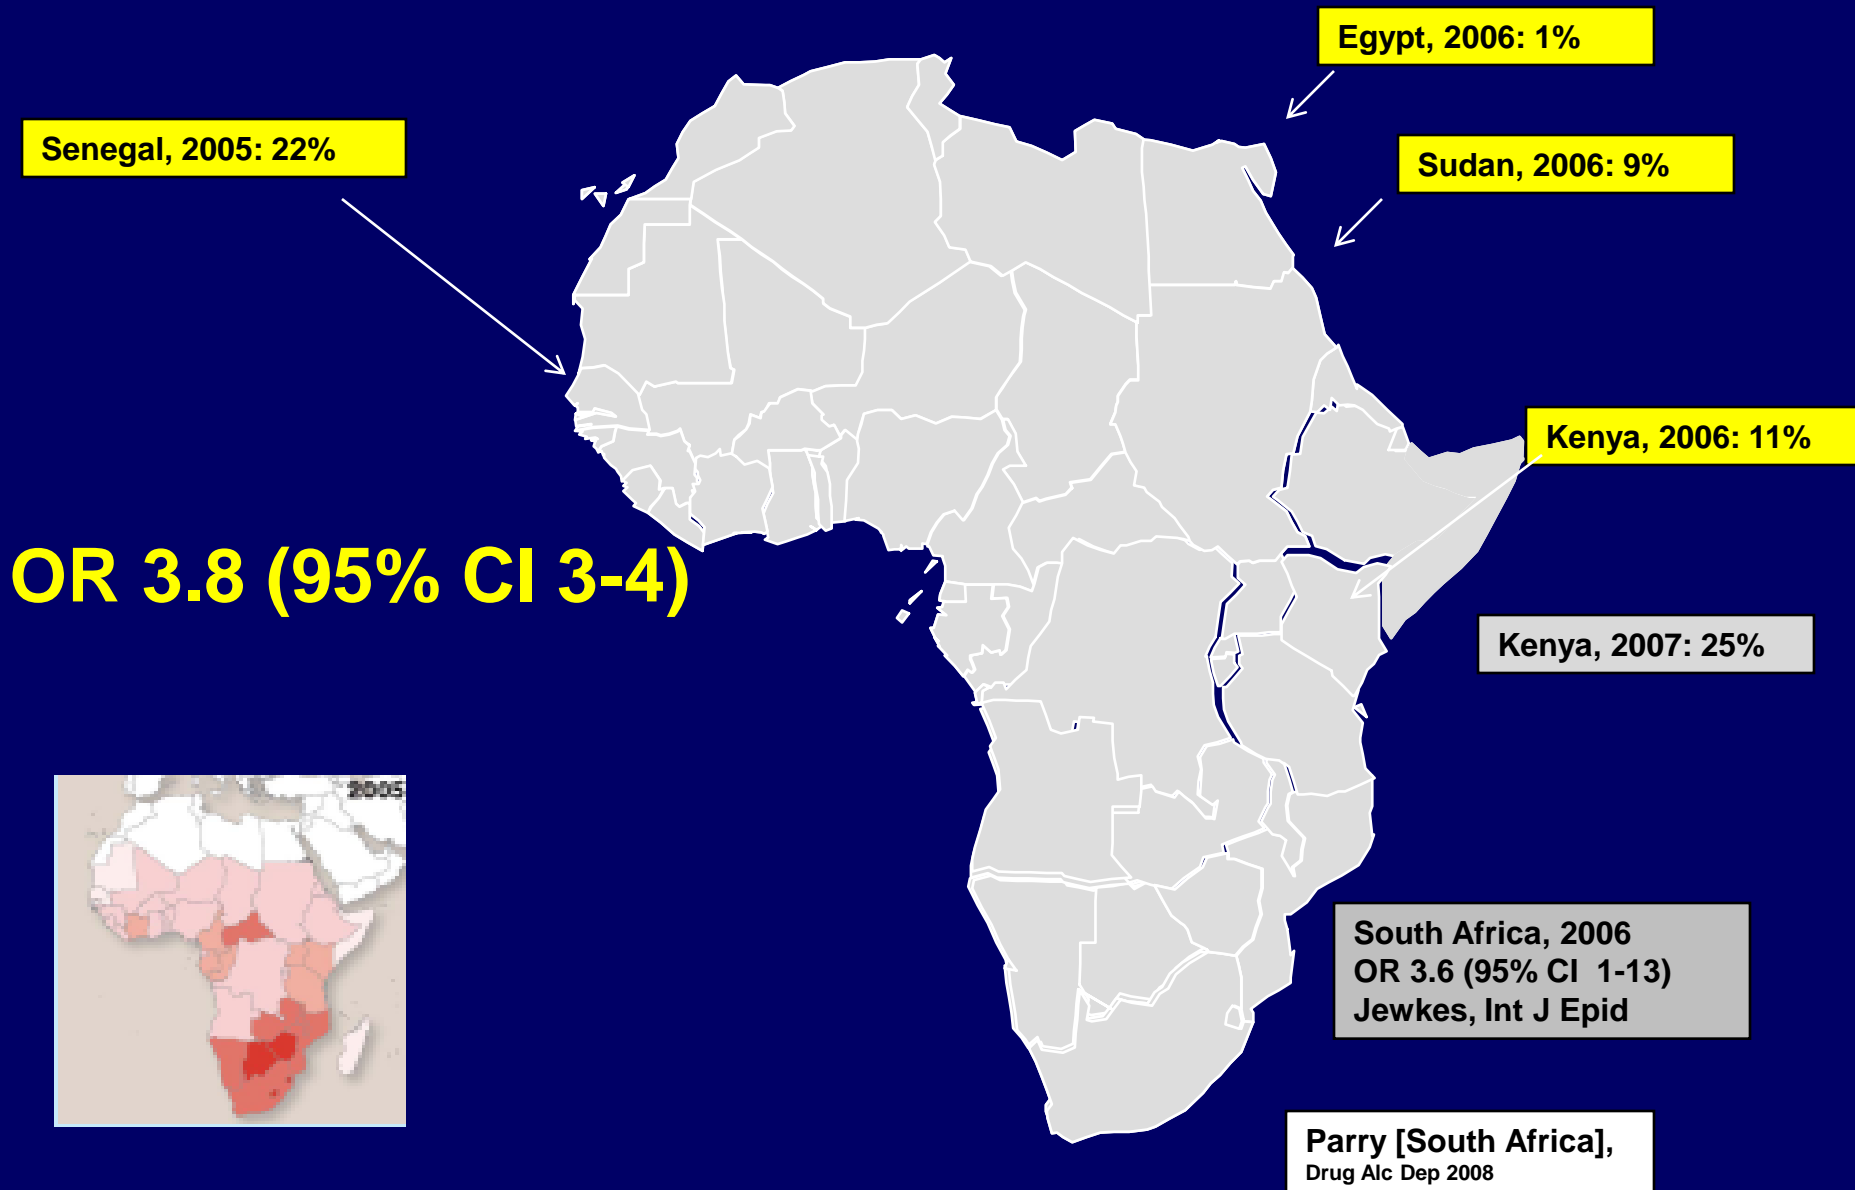 Egypt, 2006: 1%
Senegal, 2005: 22%
Sudan, 2006: 9%
Kenya, 2006: 11%
OR 3.8 (95% CI 3-4)
Kenya, 2007: 25%
2005
South Africa, 2006
OR 3.6 (95% CI 1-13)
Jewkes, Int J Epid
Parry [South Africa],
Drug Alc Dep 2008